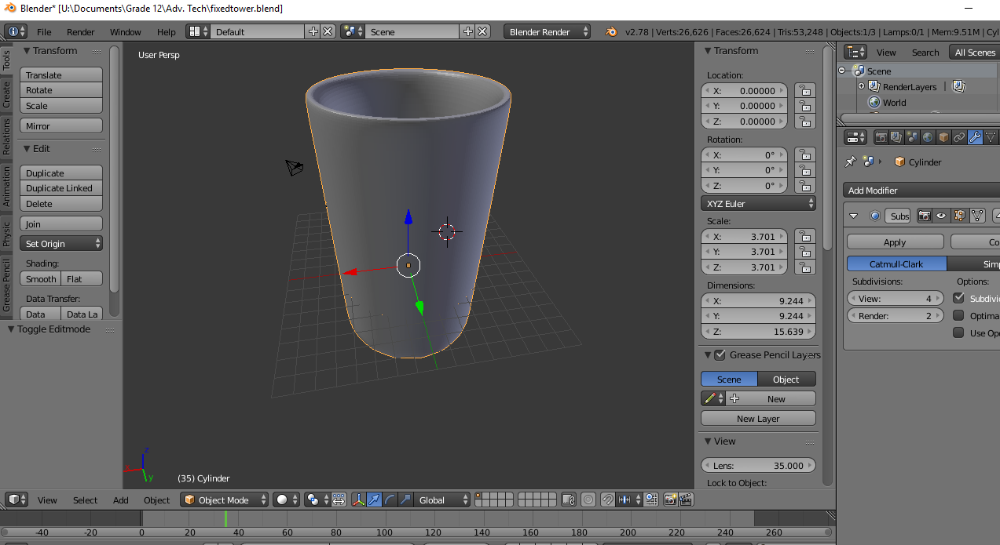 Blender* [U:\Documents\Grade 12\Adv. Tech\fixedtower.blend]
File Render Window Help Default Scene Blender Render v2.78 | Verts:26,626 | Faces:26,624 | Tris:53,248 | Objects:1/3 | Lamps:0/1 | Mem:9.51M | Cyl
Tools
Create
Relations
Animation
Physic
Grease Pencil
Transform
Translate
Rotate
Scale
Mirror
Edit
Duplicate
Duplicate Linked
Delete
Join
Set Origin
Shading:
Smooth Flat
Data Transfer:
Data Data La
Toggle Editmode
User Persp
z
x
y
(35) Cylinder
Transform
Location:
X: 0.00000
Y: 0.00000
Z: 0.00000
Rotation:
X: 0°
Y: 0°
Z: 0°
XYZ Euler
Scale:
X: 3.701
Y: 3.701
Z: 3.701
Dimensions:
X: 9.244
Y: 9.244
Z: 15.639
Grease Pencil Layers
Scene Object
New
New Layer
View
Lens: 35.000
Lock to Object:
View Search All Scenes
Scene
RenderLayers |
World
Cylinder
Add Modifier
Subs
Apply Co
Catmull-Clark Simp
Subdivisions: Options:
View: 4 Subdivi
Render: 2 Optima
Use Ope
View Select Add Object Object Mode Global
-40 -20 0 20 40 60 80 100 120 140 160 180 200 220 240 260